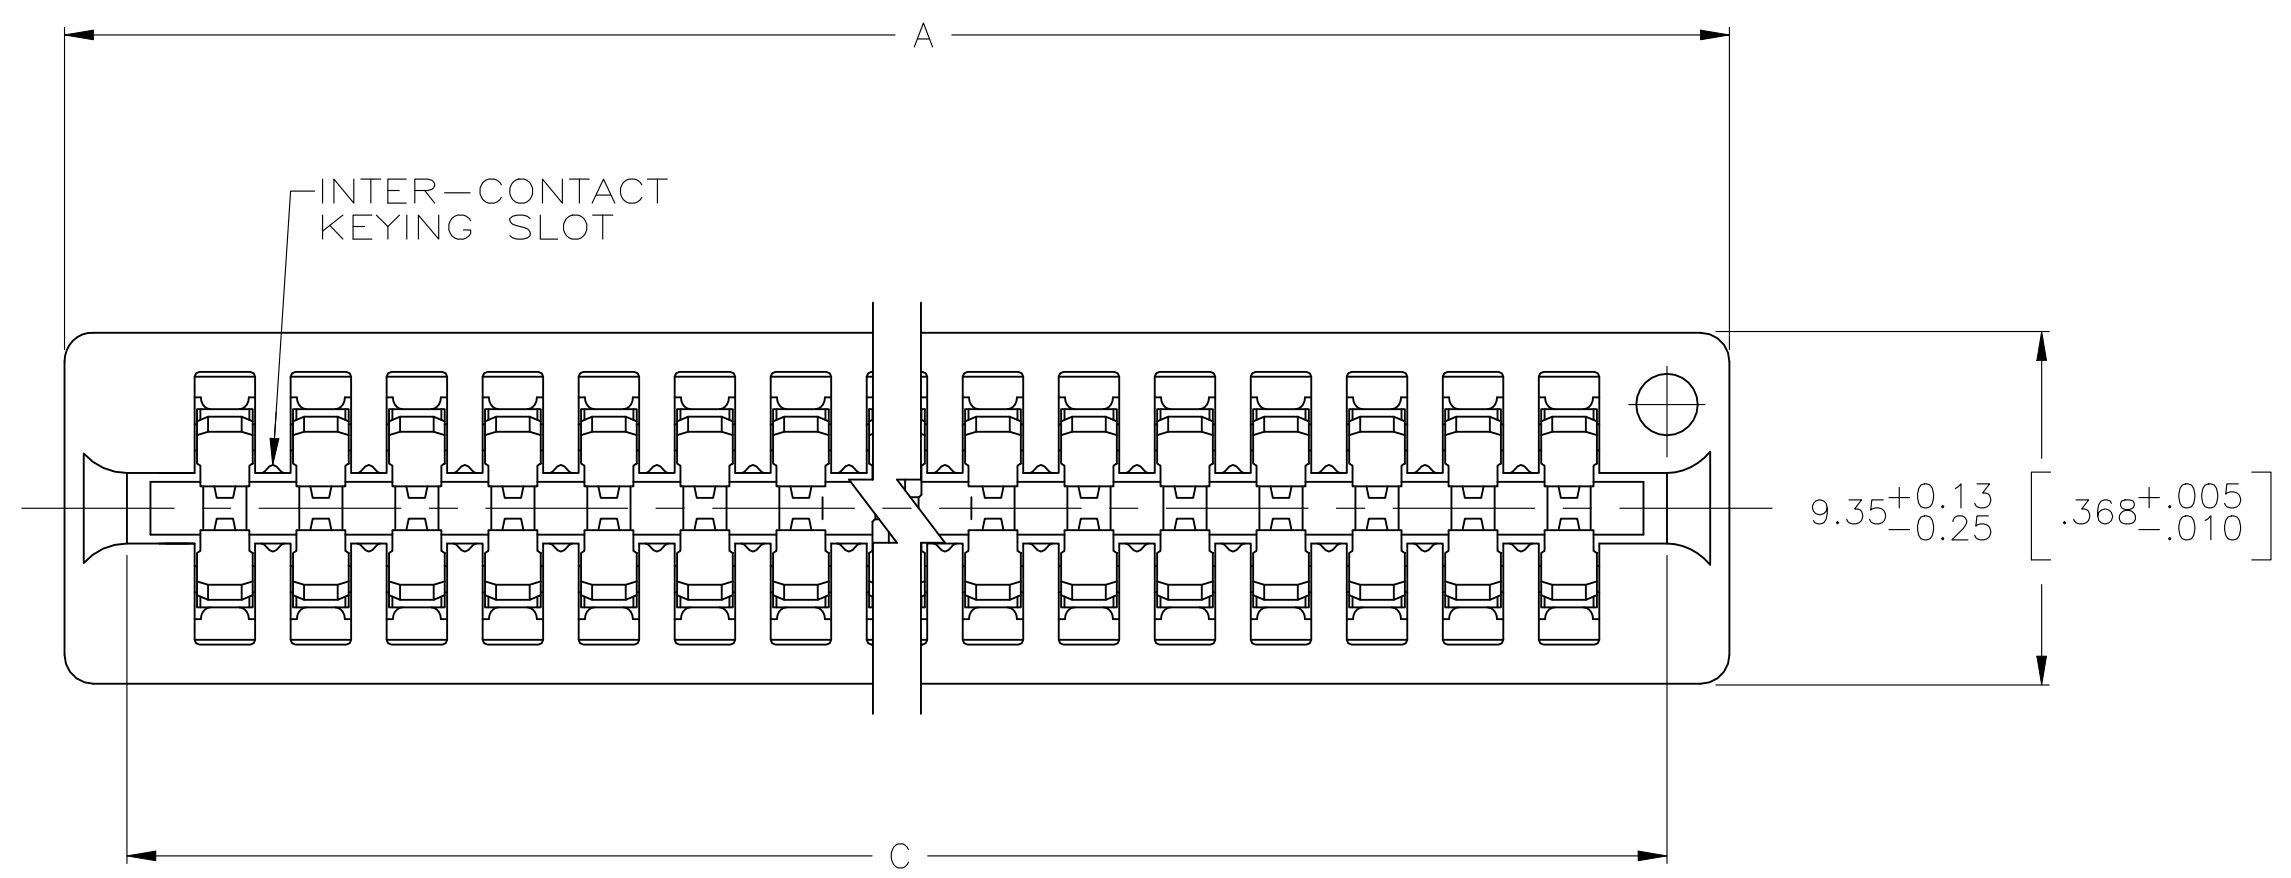 A
INTER-CONTACT
KEYING SLOT
9.35 +0.13 -0.25 [.368 +.005 -.010]
C